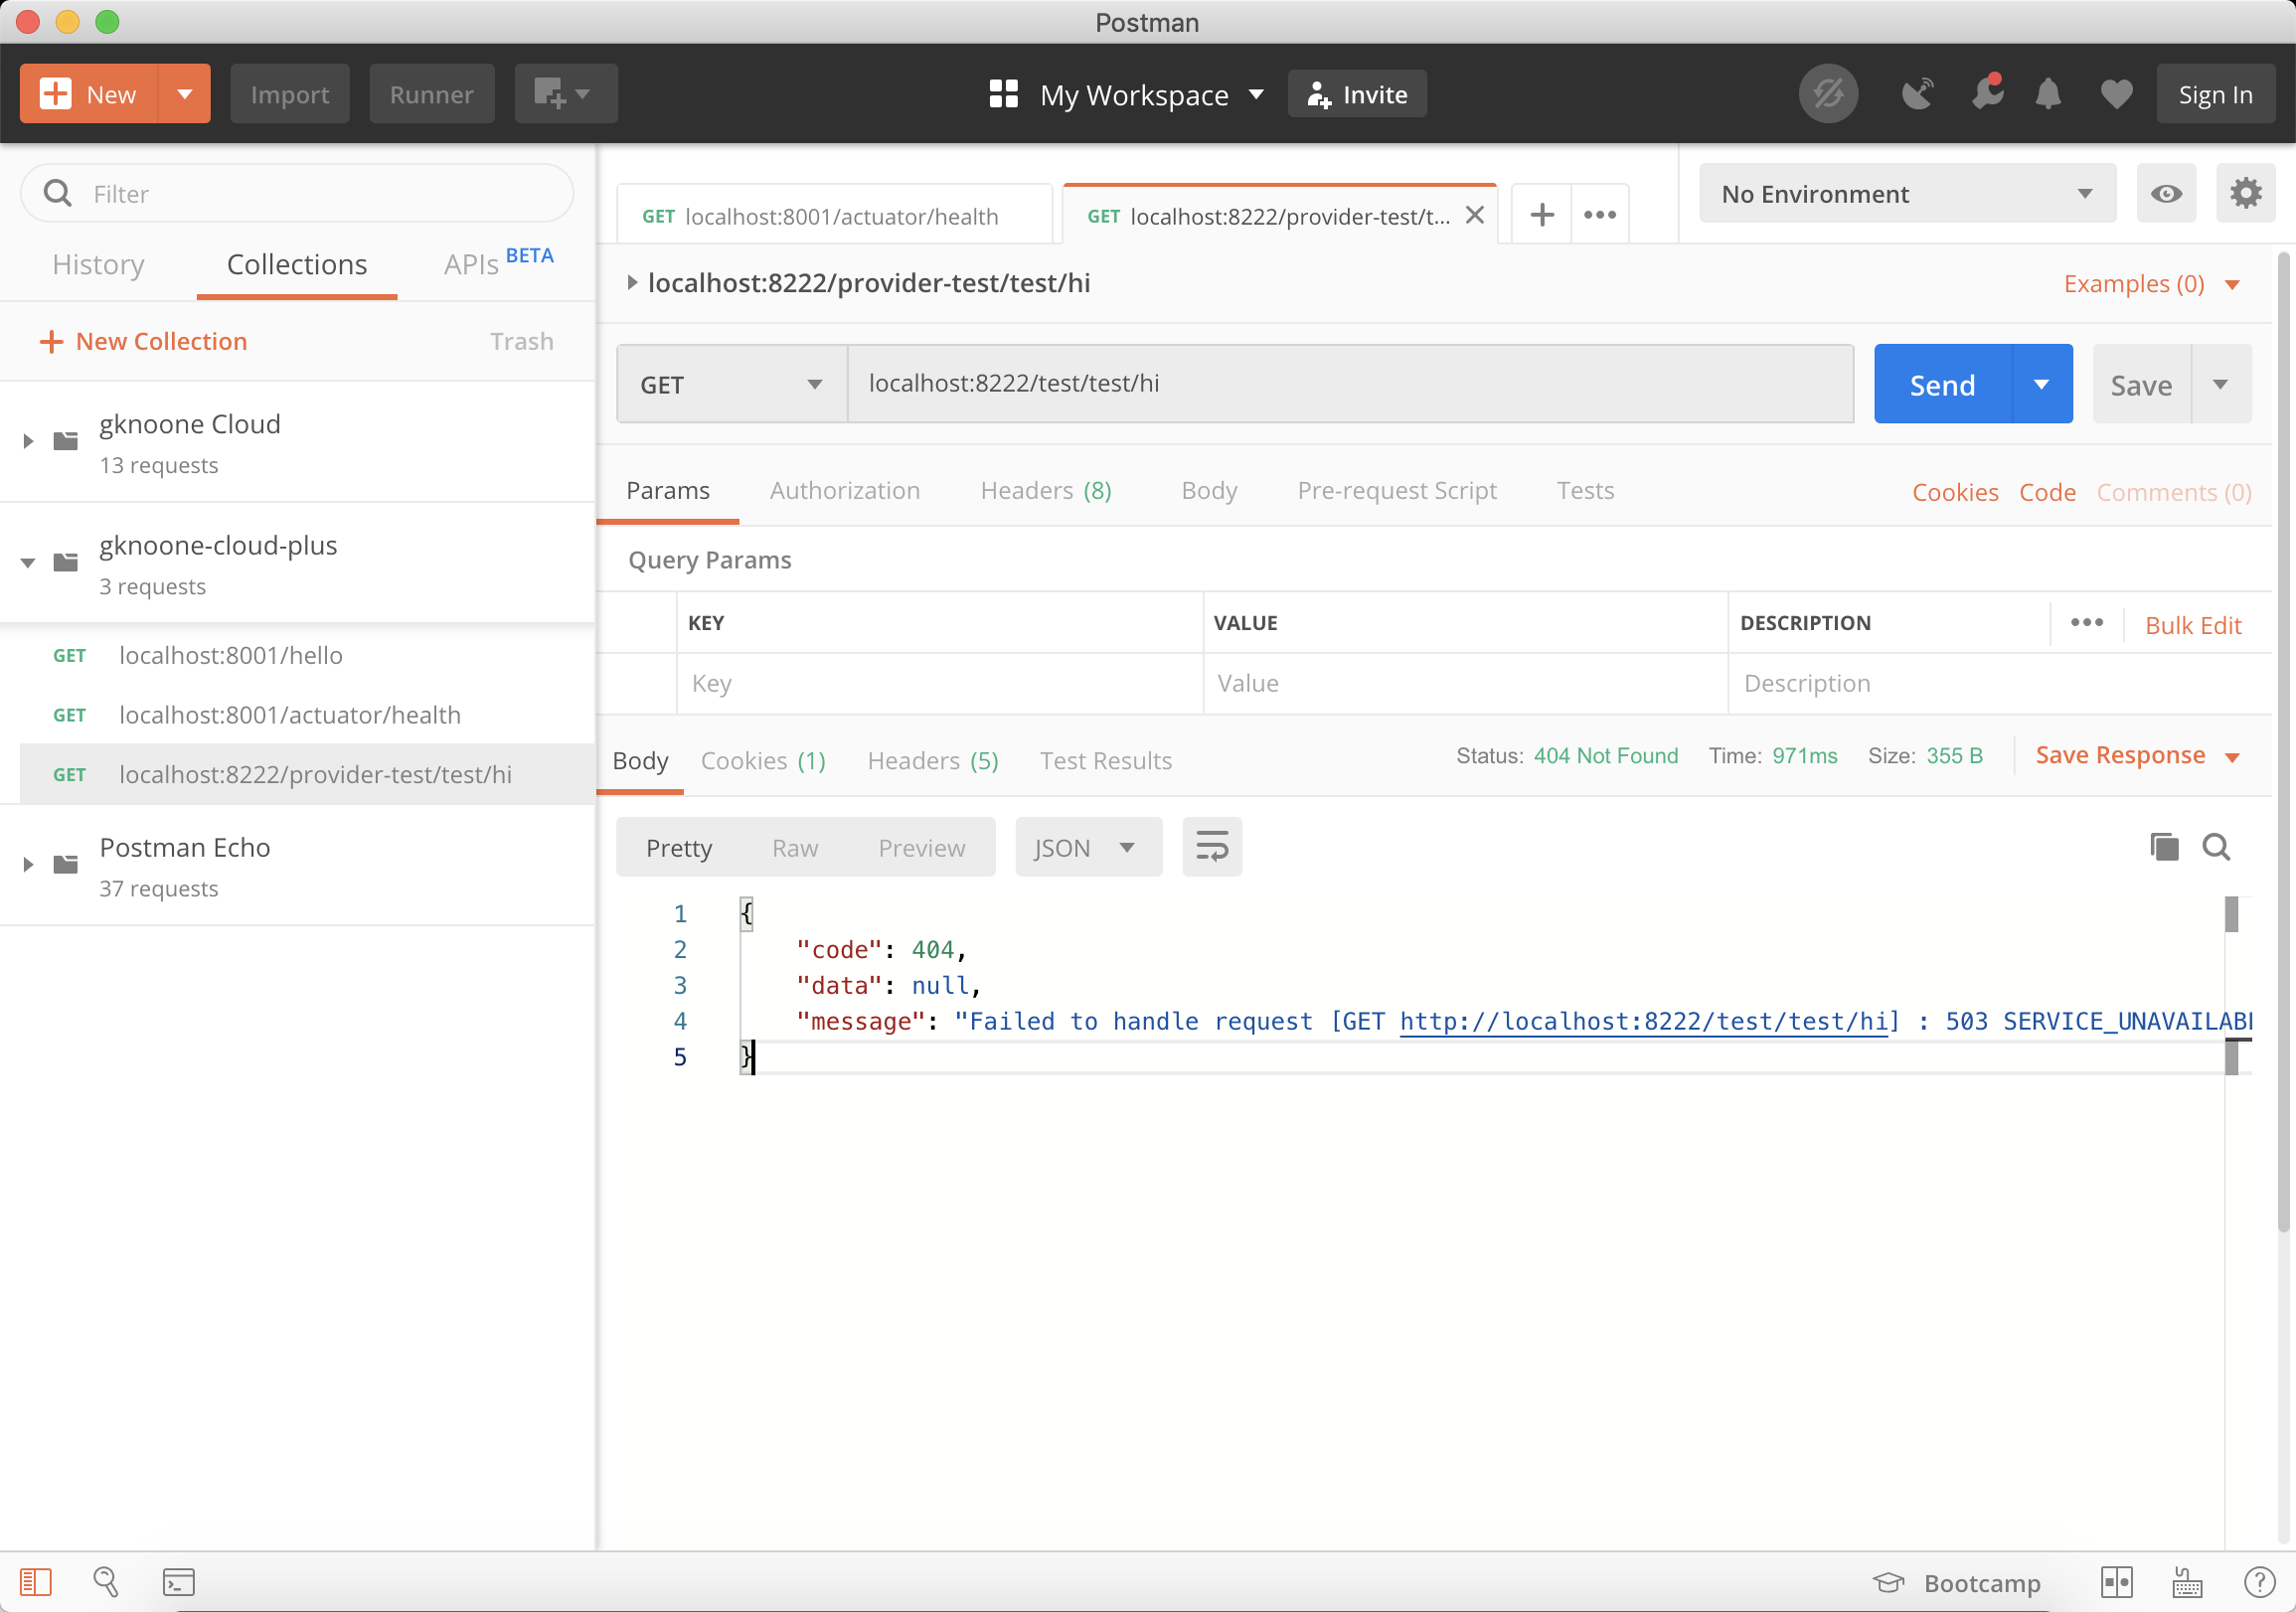 Postman
New
Import
Runner
My Workspace
Invite
Sign In
Filter
History
Collections
APIs BETA
New Collection
Trash
gknoone Cloud
13 requests
gknoone-cloud-plus
3 requests
GET localhost:8001/hello
GET localhost:8001/actuator/health
GET localhost:8222/provider-test/test/hi
Postman Echo
37 requests
GET localhost:8001/actuator/health
GET localhost:8222/provider-test/t...
No Environment
localhost:8222/provider-test/test/hi
Examples (0)
GET
localhost:8222/test/test/hi
Send
Save
Params
Authorization
Headers (8)
Body
Pre-request Script
Tests
Cookies
Code
Comments (0)
Query Params
KEY
VALUE
DESCRIPTION
Bulk Edit
Key
Value
Description
Body
Cookies (1)
Headers (5)
Test Results
Status: 404 Not Found
Time: 971ms
Size: 355 B
Save Response
Pretty
Raw
Preview
JSON
1 {
2 "code": 404,
3 "data": null,
4 "message": "Failed to handle request [GET http://localhost:8222/test/test/hi] : 503
5 }
Bootcamp